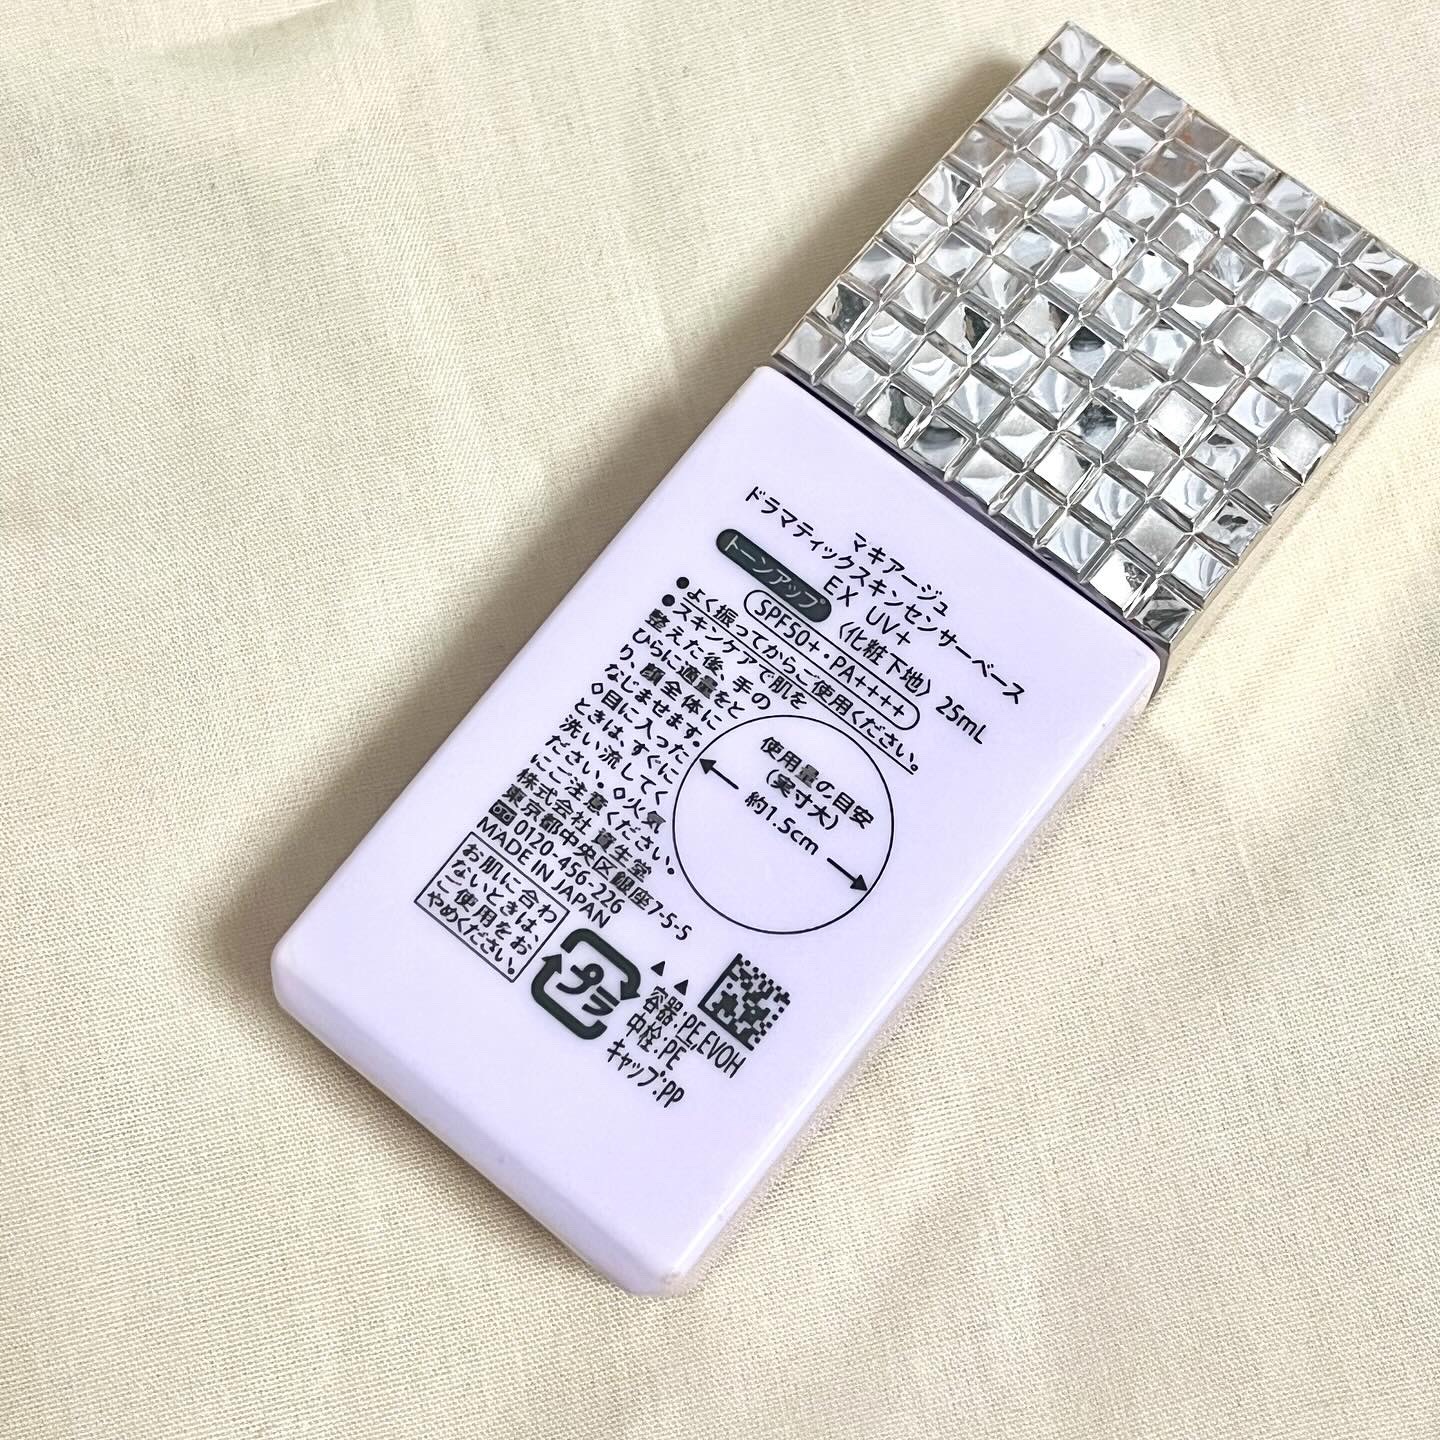 マキアージュ
ドラマティックスキンセンサーベース
EX UV+ 〈化粧下地〉 25mL
トーンアップ
SPF50+・PA++++
●よく振ってからご使用ください。
●スキンケアで肌を
整えた後、手の
ひらに適量をと
り、顔全体に
なじませます。
◇目に入った
ときは、すぐに
洗い流してく
ださい。◇火気
にご注意ください。
使用量の目安
(実寸大)
約1.5cm
株式会社 資生堂
東京都中央区銀座7-5-5
0120-456-226
MADE IN JAPAN
お肌に合わ
ないときは、
ご使用をお
やめください。
プラ
容器:PE,EVOH
中栓:PE
キャップ:PP